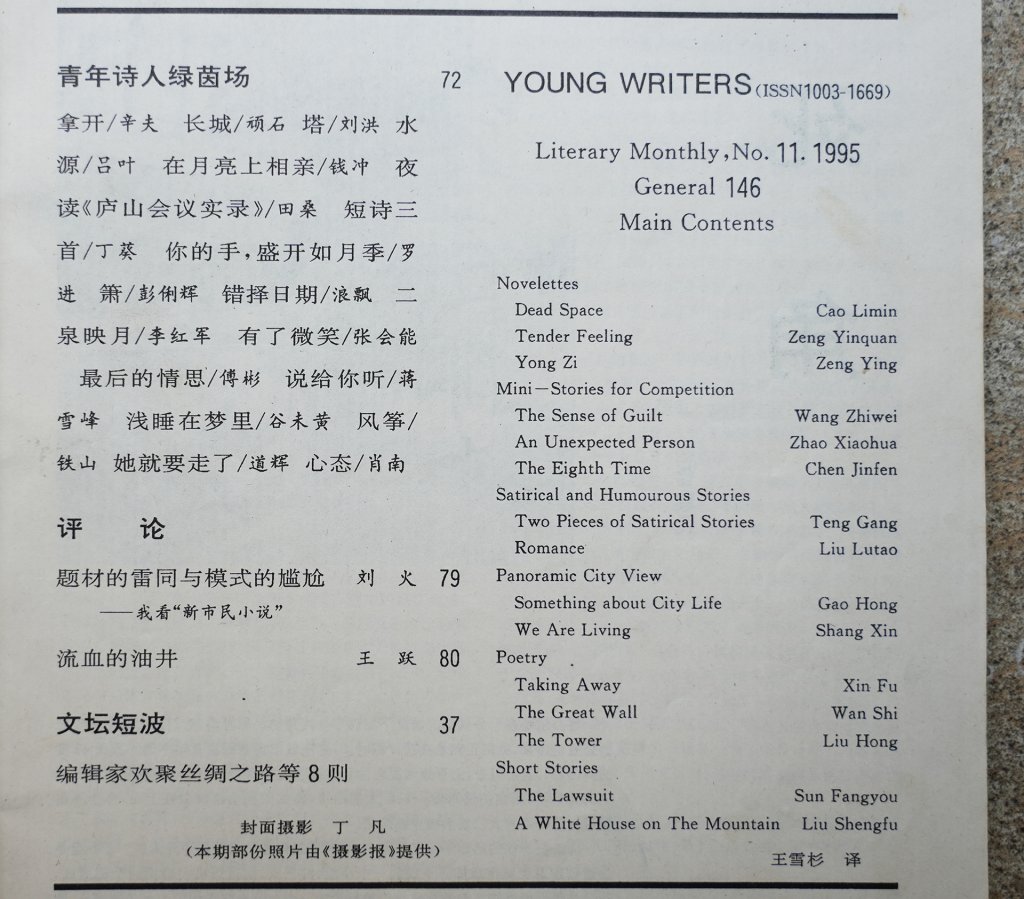 青年诗人绿茵场 72
拿开/辛夫 长城/顽石 塔/刘洪 水
源/吕叶 在月亮上相亲/钱冲 夜
读《庐山会议实录》/田桑 短诗三
首/丁葵 你的手,盛开如月季/罗
进 箫/彭俐辉 错择日期/浪飘 二
泉映月/李红军 有了微笑/张会能
最后的情思/傅彬 说给你听/蒋
雪峰 浅睡在梦里/谷未黄 风筝/
铁山 她就要走了/道辉 心态/肖南
评 论
题材的雷同与模式的尴尬 刘 火 79
——我看“新市民小说”
流血的油井 王 跃 80
文坛短波 37
编辑家欢聚丝绸之路等8则
封面摄影 丁 凡
(本期部份照片由《摄影报》提供)
YOUNG WRITERS(ISSN1003-1669)
Literary Monthly,No. 11. 1995
General 146
Main Contents
Novelettes
Dead Space Cao Limin
Tender Feeling Zeng Yinquan
Yong Zi Zeng Ying
Mini—Stories for Competition
The Sense of Guilt Wang Zhiwei
An Unexpected Person Zhao Xiaohua
The Eighth Time Chen Jinfen
Satirical and Humourous Stories
Two Pieces of Satirical Stories Teng Gang
Romance Liu Lutao
Panoramic City View
Something about City Life Gao Hong
We Are Living Shang Xin
Poetry
Taking Away Xin Fu
The Great Wall Wan Shi
The Tower Liu Hong
Short Stories
The Lawsuit Sun Fangyou
A White House on The Mountain Liu Shengfu
王雪杉 译